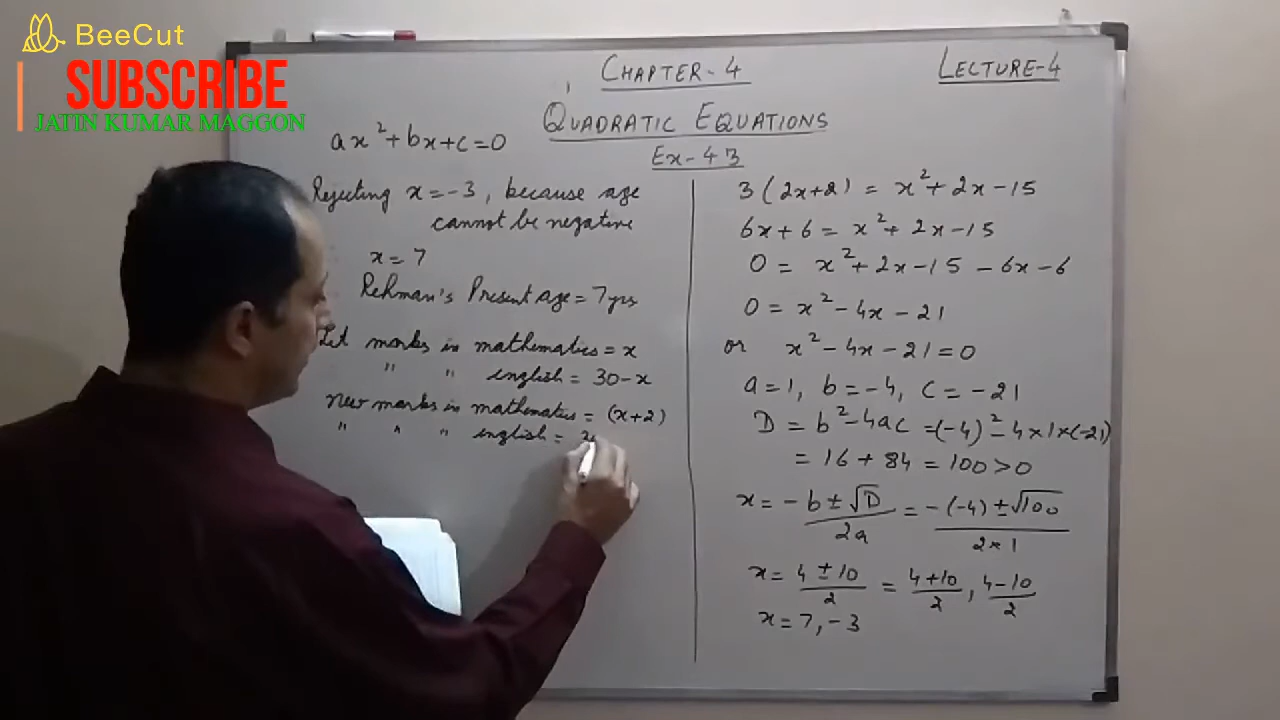 BeeCut
SUBSCRIBE
JATIN KUMAR MAGGON
CHAPTER-4
LECTURE-4
QUADRATIC EQUATIONS
Ex-4.3
ax²+bx+c=0
Rejecting x=-3, because age
cannot be negative
x=7
Rehman's Present age=7yrs
Let marks in mathematics=x
" " english = 30-x
New marks in mathematics = (x+2)
" " " english =
3(2x+2) = x²+2x-15
6x+6 = x²+2x-15
0 = x²+2x-15-6x-6
0 = x²-4x-21
or x²-4x-21=0
a=1, b=-4, c=-21
D = b²-4ac =(-4)²-4×1×(-21)
= 16+84 = 100>0
x = -b±√D/2a = -(-4)±√100/2×1
x = 4±10/2 = 4+10/2, 4-10/2
x=7,-3